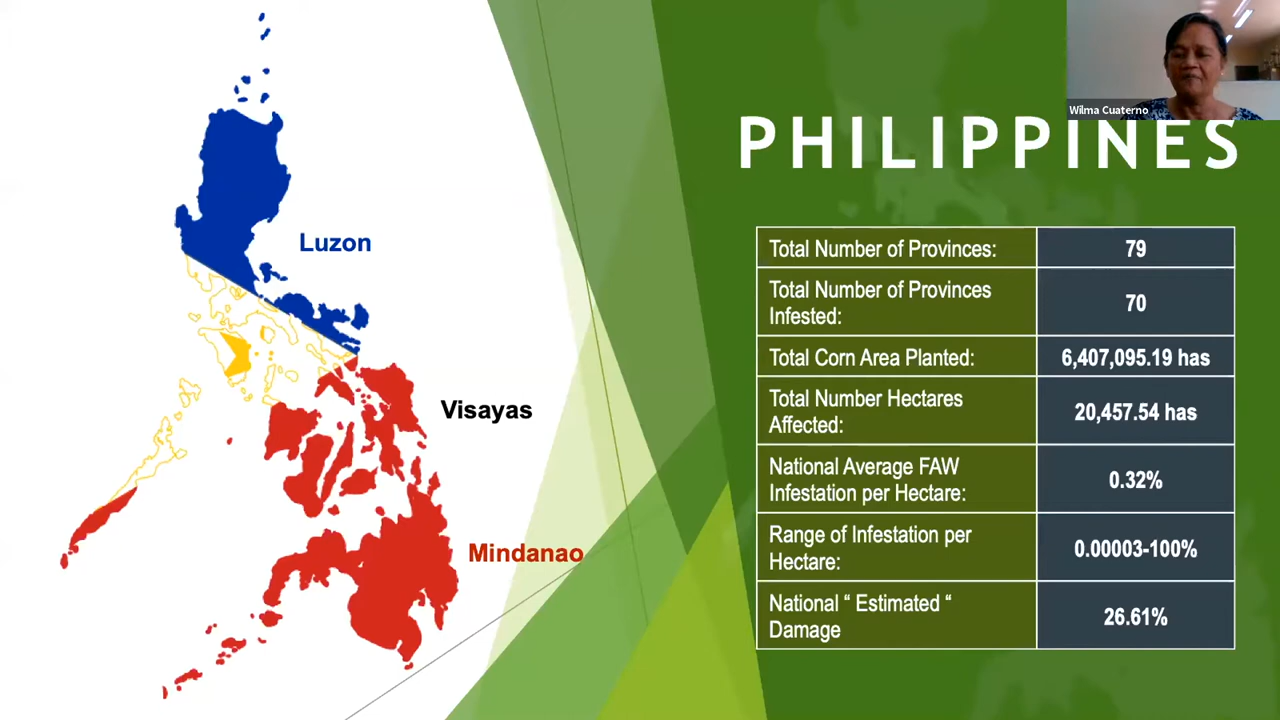 Wilma Cuaterno
PHILIPPINES
Luzon
Visayas
Mindanao
Total Number of Provinces: 79
Total Number of Provinces
Infested: 70
Total Corn Area Planted: 6,407,095.19 has
Total Number Hectares
Affected: 20,457.54 has
National Average FAW
Infestation per Hectare: 0.32%
Range of Infestation per
Hectare: 0.00003-100%
National “ Estimated “
Damage 26.61%